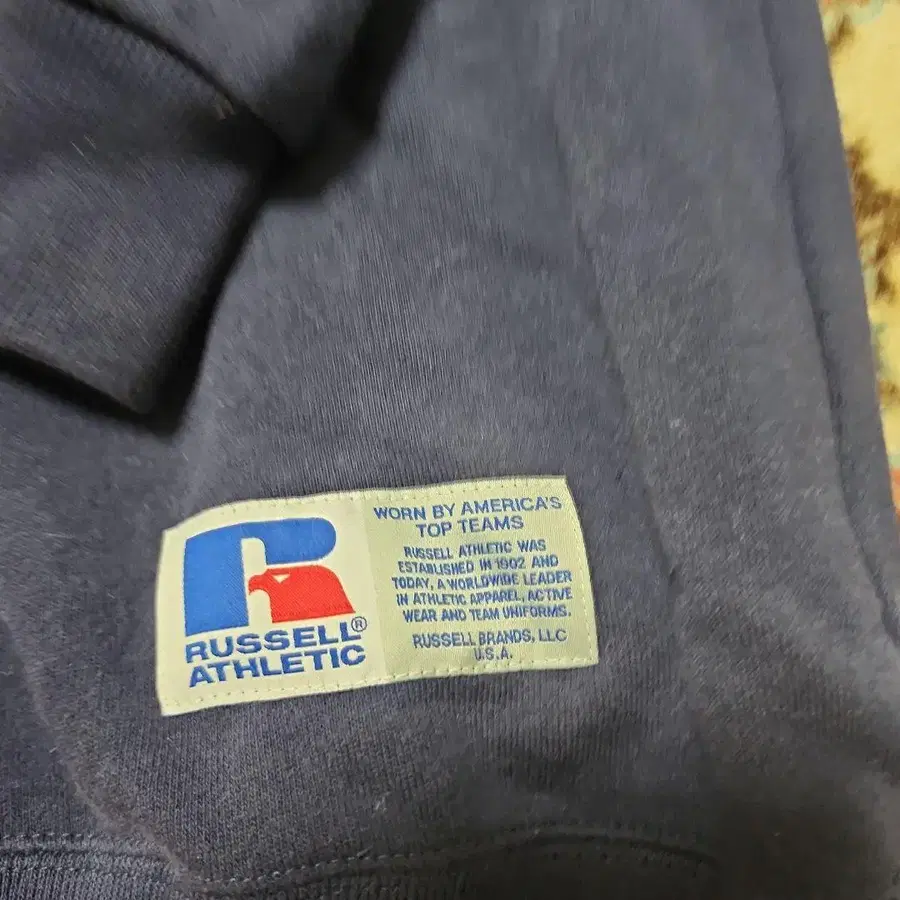 RUSSELL®
ATHLETIC
WORN BY AMERICA'S
TOP TEAMS
RUSSELL ATHLETIC WAS
ESTABLISHED IN 1902 AND
TODAY, A WORLDWIDE LEADER
IN ATHLETIC APPAREL, ACTIVE
WEAR AND TEAM UNIFORMS.
RUSSELL BRANDS, LLC
U.S.A.